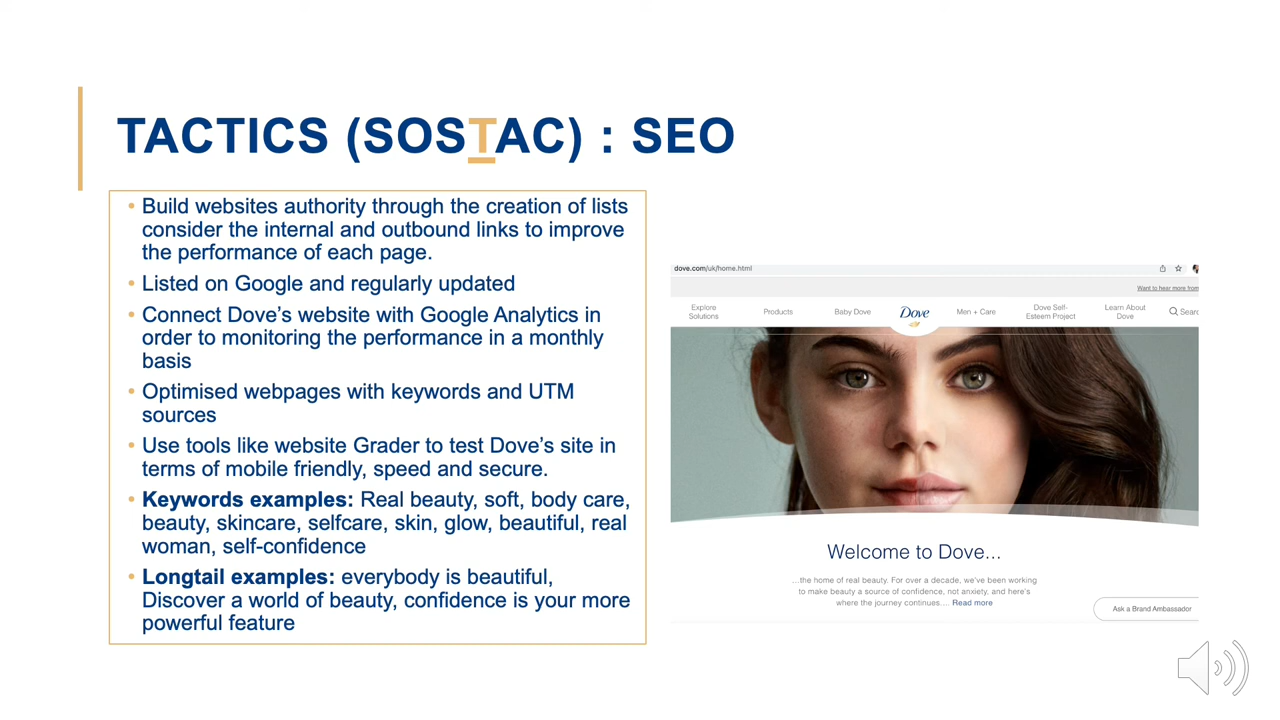 TACTICS (SOSTAC) : SEO
• Build websites authority through the creation of lists
consider the internal and outbound links to improve
the performance of each page.
• Listed on Google and regularly updated
• Connect Dove's website with Google Analytics in
order to monitoring the performance in a monthly
basis
• Optimised webpages with keywords and UTM
sources
• Use tools like website Grader to test Dove's site in
terms of mobile friendly, speed and secure.
• Keywords examples: Real beauty, soft, body care,
beauty, skincare, selfcare, skin, glow, beautiful, real
woman, self-confidence
• Longtail examples: everybody is beautiful,
Discover a world of beauty, confidence is your more
powerful feature
dove.com/uk/home.html
Want to hear more from
Explore
Solutions
Products
Baby Dove
Dove
Men + Care
Dove Self-
Esteem Project
Learn About
Dove
Searc
Welcome to Dove...
...the home of real beauty. For over a decade, we've been working
to make beauty a source of confidence, not anxiety, and here's
where the journey continues.... Read more
Ask a Brand Ambassador